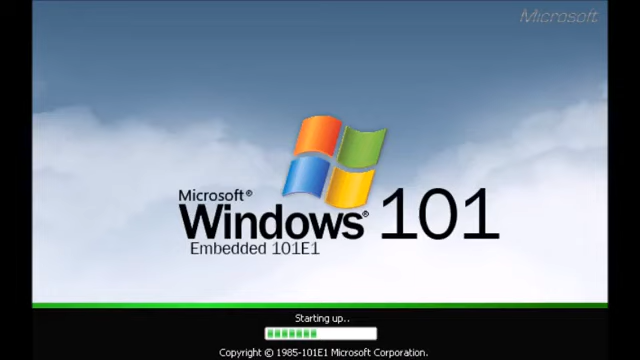 Microsoft
Microsoft®
Windows® 101
Embedded 101E1
Starting up..
Copyright © 1985-101E1 Microsoft Corporation.